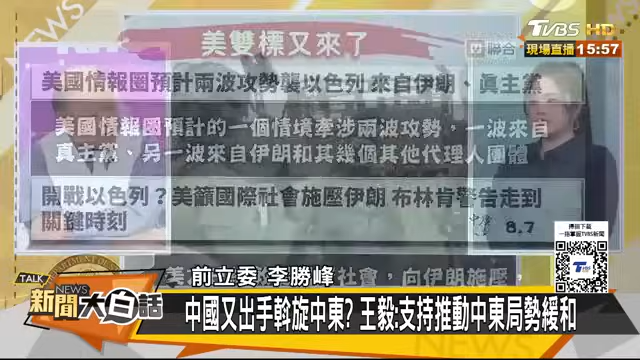 TVBS HD
現場直播 15:57
美雙標又來了
聯合
美國情報圈預計兩波攻勢襲以色列 來自伊朗、真主黨
美國情報圈預計的一個情境牽涉兩波攻勢，一波來自
真主黨、另一波來自伊朗和其幾個其他代理人團體
開戰以色列？美籲國際社會施壓伊朗 布林肯警告走到
關鍵時刻
8.7
掃描下載
社會，向伊朗施壓，
TALK
NEWS
新聞大白話
前立委 李勝峰
中國又出手斡旋中東? 王毅:支持推動中東局勢緩和